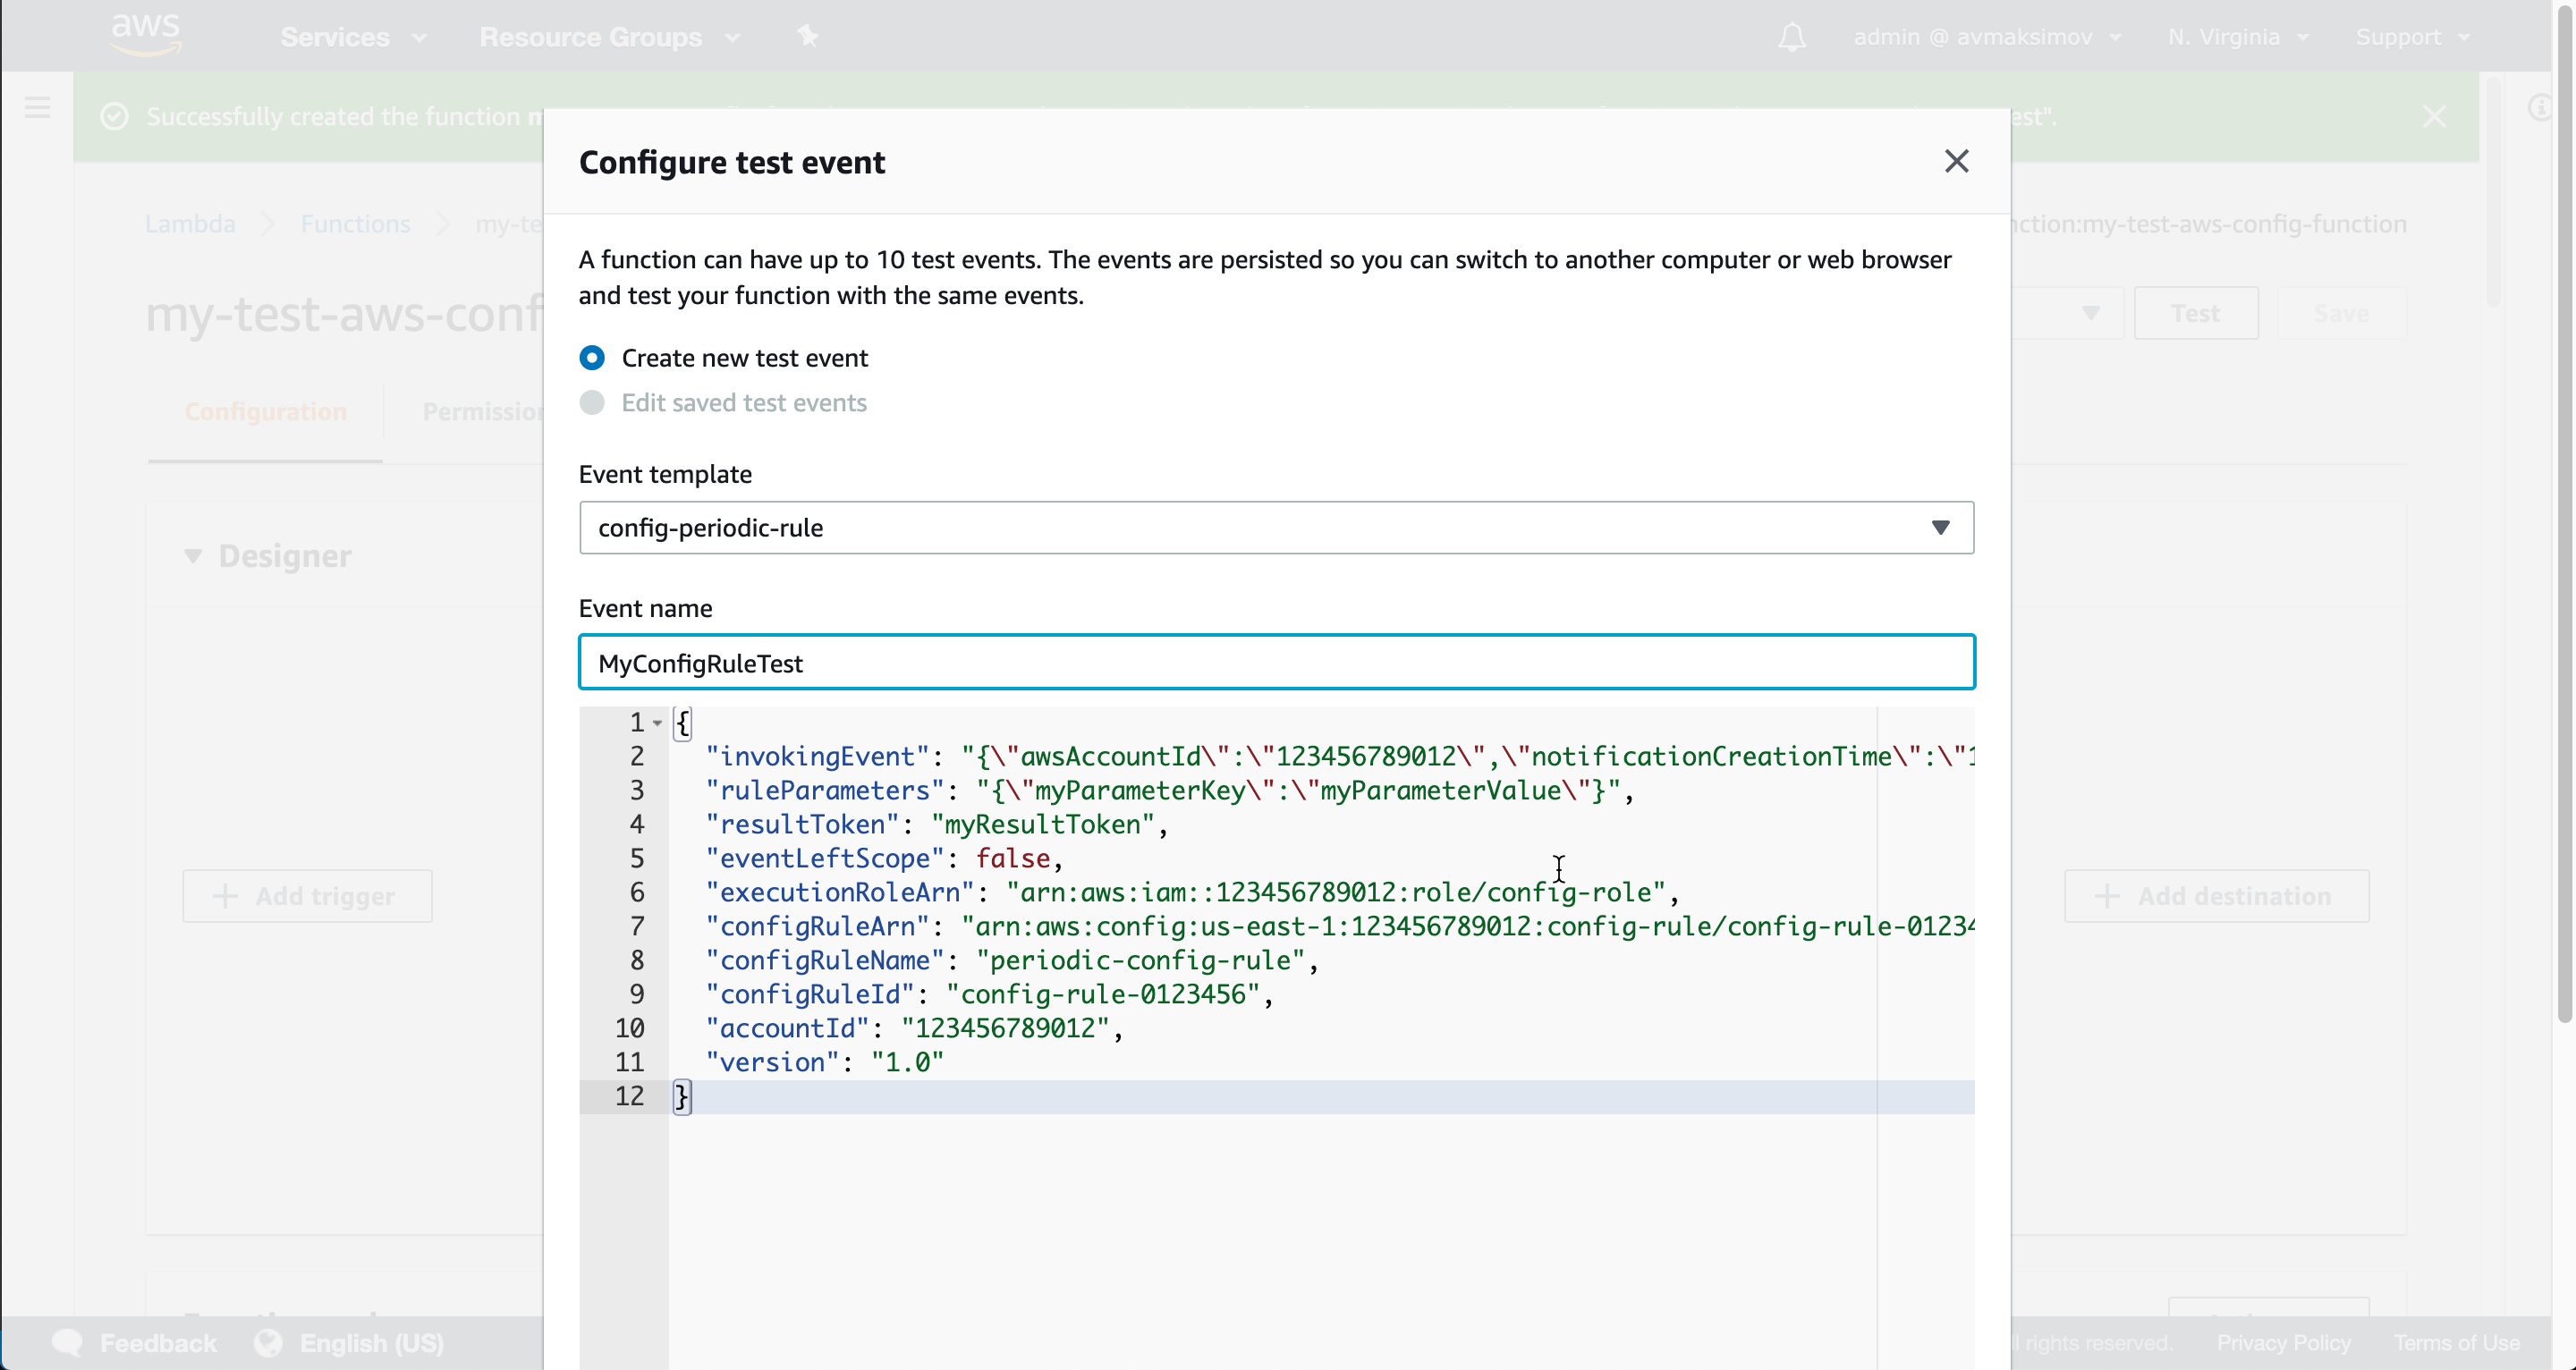 aws Services Resource Groups admin @ avmaksimov N. Virginia Support
Successfully created the function est".
Configure test event
Lambda Functions my-te nction:my-test-aws-config-function
A function can have up to 10 test events. The events are persisted so you can switch to another computer or web browser
and test your function with the same events.
my-test-aws-conf Test Save
Create new test event
Edit saved test events
Configuration Permission
Event template
config-periodic-rule
Designer
Event name
MyConfigRuleTest
1 {
2 "invokingEvent": "{\"awsAccountId\":\"123456789012\",\"notificationCreationTime\":\"1
3 "ruleParameters": "{\"myParameterKey\":\"myParameterValue\"}",
4 "resultToken": "myResultToken",
5 "eventLeftScope": false,
6 "executionRoleArn": "arn:aws:iam::123456789012:role/config-role",
7 "configRuleArn": "arn:aws:config:us-east-1:123456789012:config-rule/config-rule-01234
8 "configRuleName": "periodic-config-rule",
9 "configRuleId": "config-rule-0123456",
10 "accountId": "123456789012",
11 "version": "1.0"
12 }
Add trigger
Add destination
Feedback English (US) ll rights reserved. Privacy Policy Terms of Use